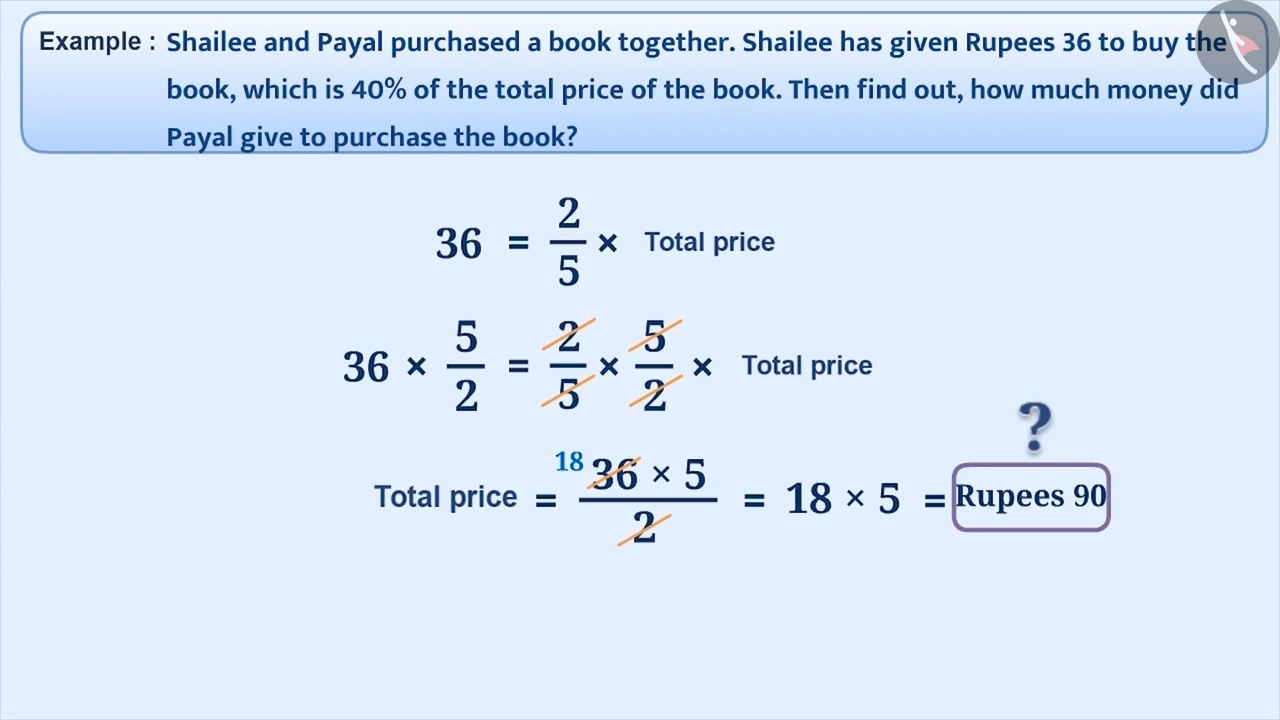 Example : Shailee and Payal purchased a book together. Shailee has given Rupees 36 to buy the
book, which is 40% of the total price of the book. Then find out, how much money did
Payal give to purchase the book?
36 = 2/5 × Total price
36 × 5/2 = 2/5 × 5/2 × Total price
?
Total price = 18 36 × 5 / 2 = 18 × 5 = Rupees 90